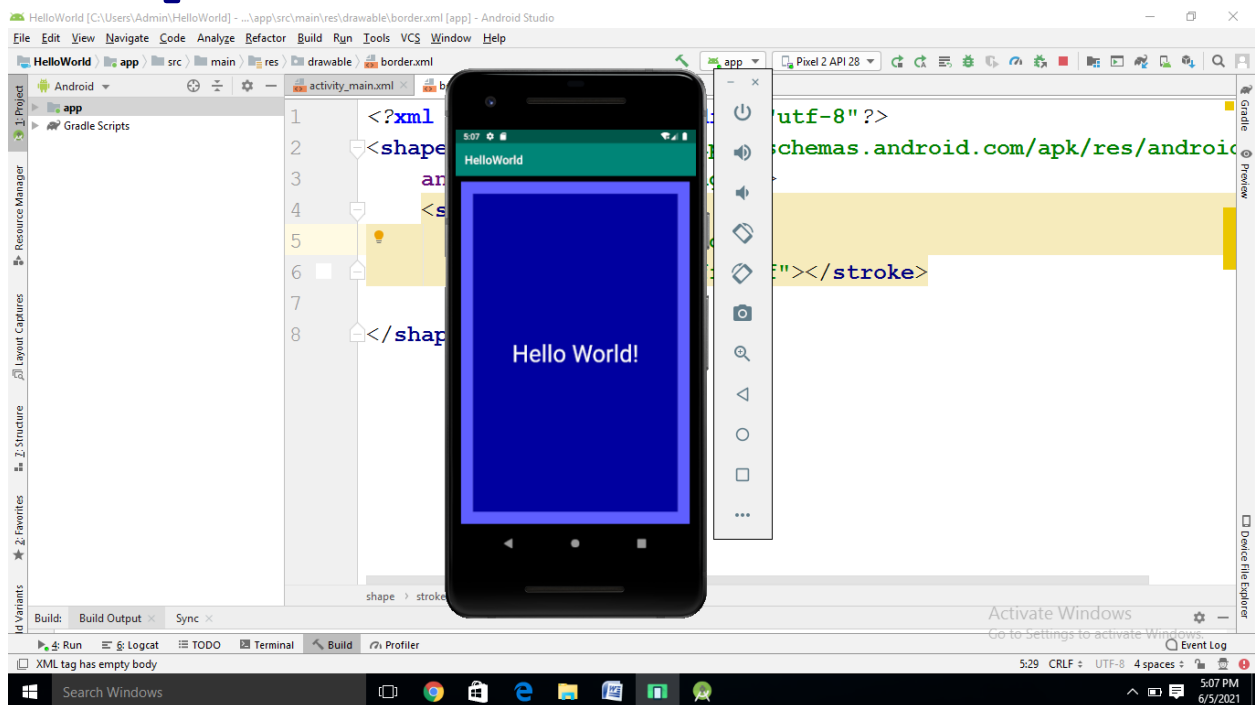 HelloWorld [C:\Users\Admin\HelloWorld] - ...\app\src\main\res\drawable\border.xml [app] - Android Studio
File Edit View Navigate Code Analyze Refactor Build Run Tools VCS Window Help
HelloWorld app src main res drawable border.xml app Pixel 2 API 28
1: Project
Resource Manager
Layout Captures
Z: Structure
2: Favorites
Android
app
Gradle Scripts
activity_main.xml
1 <?xml "utf-8"?>
2 <shape schemas.android.com/apk/res/android
3
4
5
6 "></stroke>
7
8 </shap
5:07
HelloWorld
Hello World!
Gradle
Preview
Device File Explorer
shape stroke
Build: Build Output Sync
Activate Windows
Go to Settings to activate Windows.
4: Run 6: Logcat TODO Terminal Build Profiler Event Log
XML tag has empty body 5:29 CRLF UTF-8 4 spaces
Search Windows
5:07 PM
6/5/2021